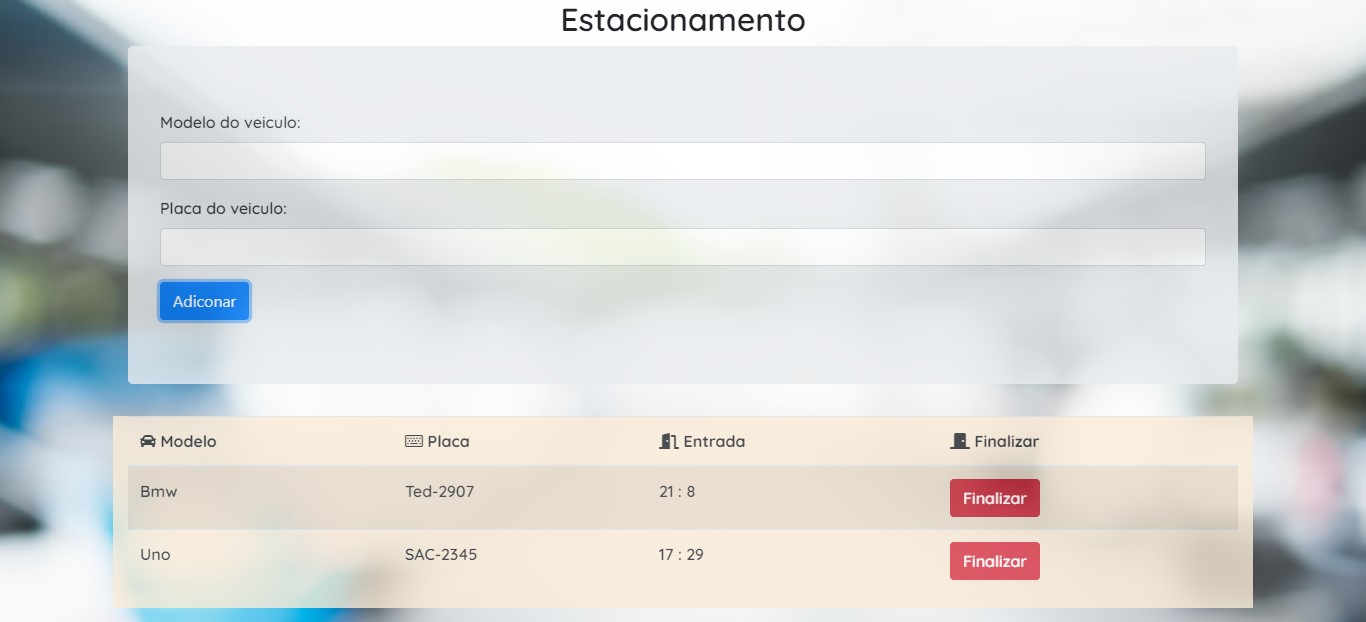 Estacionamento
Modelo do veiculo:
Placa do veiculo:
Adiconar
Modelo Placa Entrada Finalizar
Bmw Ted-2907 21 : 8 Finalizar
Uno SAC-2345 17 : 29 Finalizar